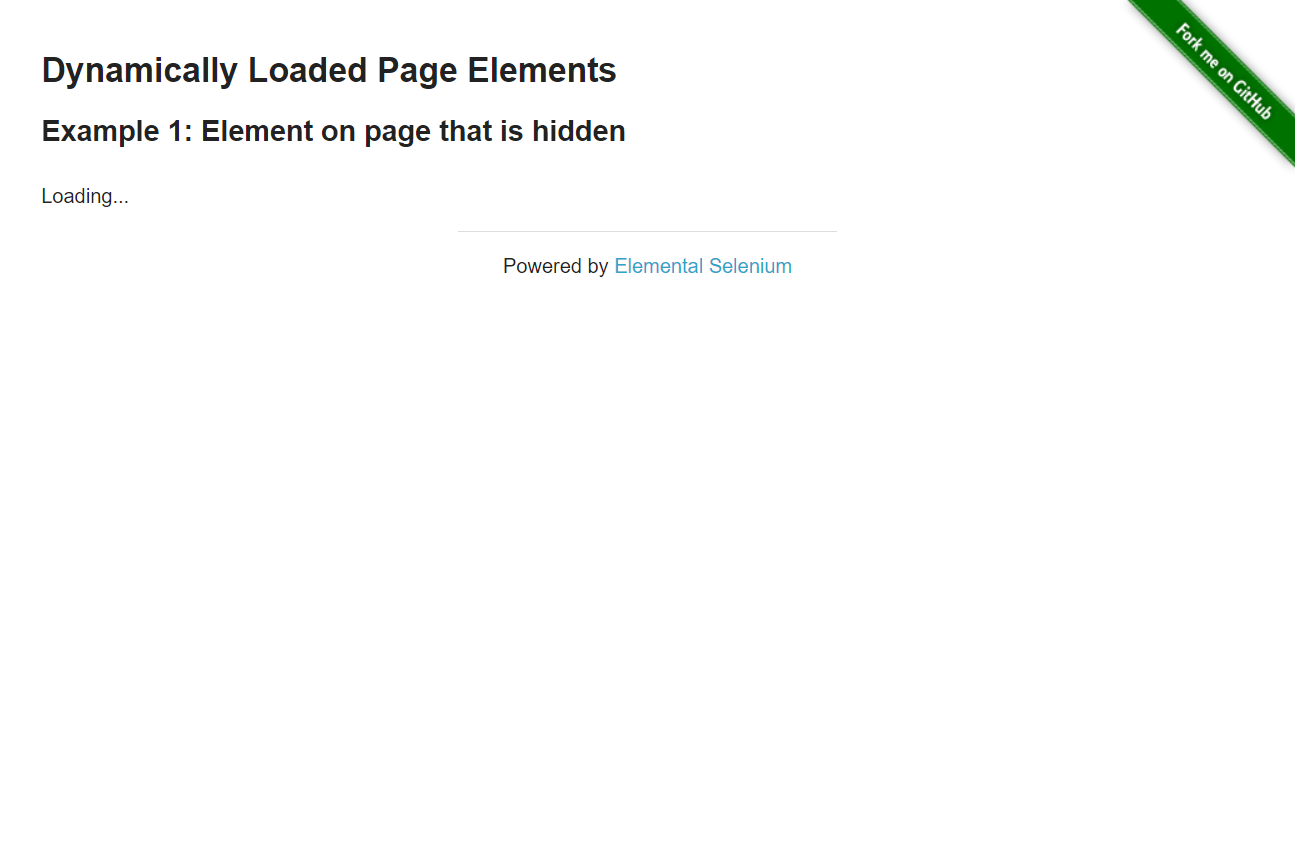 Dynamically Loaded Page Elements
Example 1: Element on page that is hidden
Loading...
Powered by Elemental Selenium
Fork me on GitHub